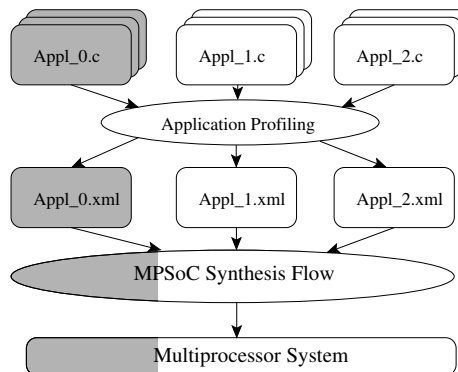 Appl_0.c
Appl_1.c
Appl_2.c
Application Profiling
Appl_0.xml
Appl_1.xml
Appl_2.xml
MPSoC Synthesis Flow
Multiprocessor System